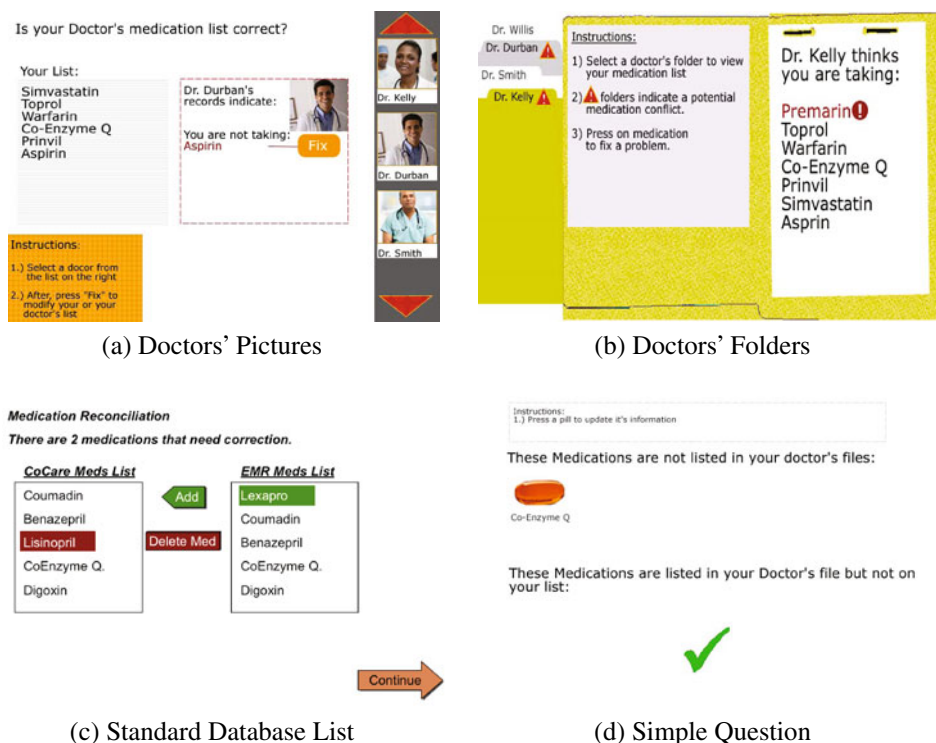 Is your Doctor's medication list correct?
Your List:
Simvastatin
Toprol
Warfarin
Co-Enzyme Q
Prinvil
Aspirin
Dr. Durban's
records indicate:
You are not taking:
Aspirin
Fix
Dr. Kelly
Dr. Durban
Dr. Smith
Instructions:
1.) Select a docor from
the list on the right
2.) After, press "Fix" to
modify your or your
doctor's list
(a) Doctors' Pictures
Dr. Willis
Dr. Durban
Dr. Smith
Dr. Kelly
Instructions:
1) Select a doctor's folder to view
your medication list
2) folders indicate a potential
medication conflict.
3) Press on medication
to fix a problem.
Dr. Kelly thinks
you are taking:
Premarin
Toprol
Warfarin
Co-Enzyme Q
Prinvil
Simvastatin
Asprin
(b) Doctors' Folders
Medication Reconciliation
There are 2 medications that need correction.
CoCare Meds List
Coumadin
Benazepril
Lisinopril
CoEnzyme Q.
Digoxin
Add
Delete Med
EMR Meds List
Lexapro
Coumadin
Benazepril
CoEnzyme Q.
Digoxin
Continue
(c) Standard Database List
Instructions:
1.) Press a pill to update it's information
These Medications are not listed in your doctor's files:
Co-Enzyme Q
These Medications are listed in your Doctor's file but not on
your list:
(d) Simple Question